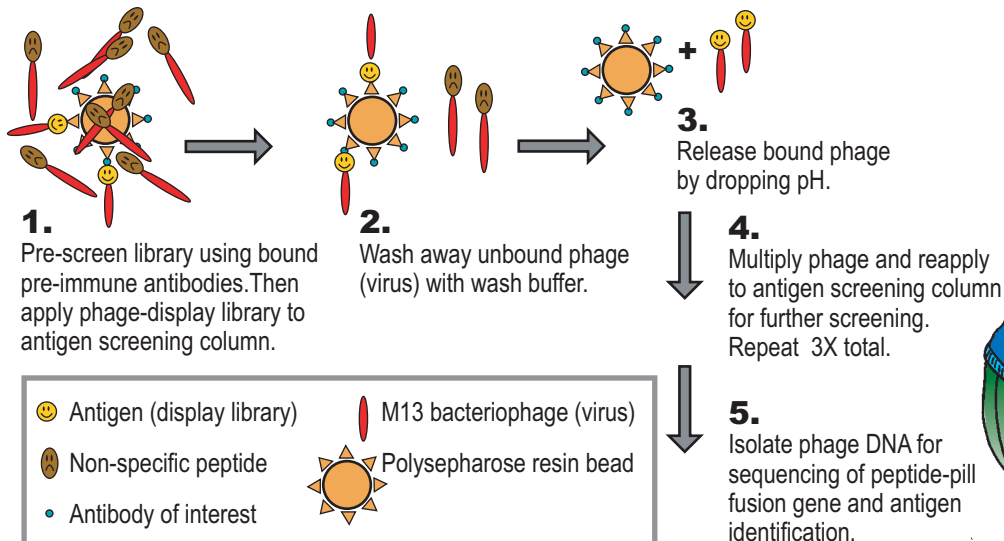 1.
Pre-screen library using bound
pre-immune antibodies.Then
apply phage-display library to
antigen screening column.
2.
Wash away unbound phage
(virus) with wash buffer.
+
3.
Release bound phage
by dropping pH.
4.
Multiply phage and reapply
to antigen screening column
for further screening.
Repeat 3X total.
5.
Isolate phage DNA for
sequencing of peptide-pill
fusion gene and antigen
identification.
Antigen (display library)
M13 bacteriophage (virus)
Non-specific peptide
Polysepharose resin bead
Antibody of interest